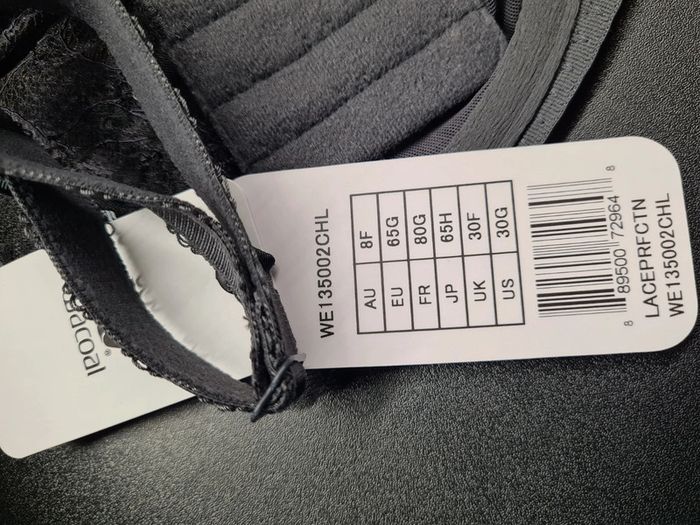 WE135002CHL
AU 8F
EU 65G
FR 80G
JP 65H
UK 30F
US 30G
8 89500 72964 8
LACEPRFCTN
WE135002CHL